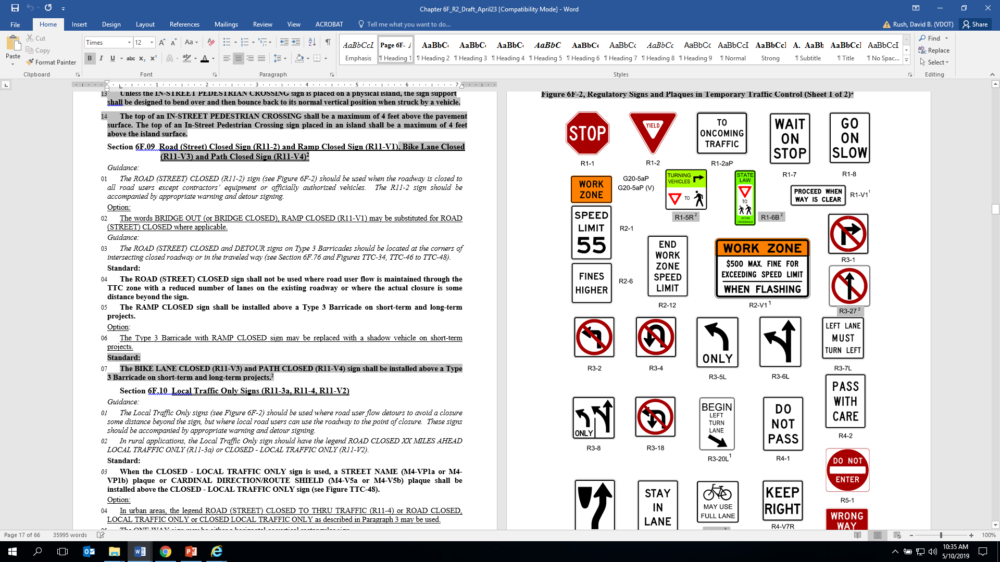 Chapter 6F_R2_Draft_April23 [Compatibility Mode] - Word
File
Home
Insert
Design
Layout
References
Mailings
Review
View
ACROBAT
Tell me what you want to do...
Rush, David B. (VDOT)
Share
Paste
Cut
Copy
Format Painter
Clipboard
Times
12
Font
Paragraph
AaBbCcI Emphasis
Page 6F- ¶ Heading 1
AaBbC ¶ Heading 2
AaBbC ¶ Heading 3
AaBbC ¶ Heading 4
AaBbC ¶ Heading 5
AaBbC ¶ Heading 6
AaBbCc ¶ Heading 7
AaBbCc ¶ Heading 8
AaBbCc ¶ Heading 9
AaBbCcI ¶ Normal
AaBbCcI Strong
A. AaBb ¶ Subtitle
AaBbCcI ¶ Title
AaBbCcI ¶ No Spac...
Styles
Find
Replace
Select
Editing
1 2 3 4 5 6 7
13 Unless the IN-STREET PEDESTRIAN CROSSING sign is placed on a physical island, the sign support
shall be designed to bend over and then bounce back to its normal vertical position when struck by a vehicle.
14 The top of an IN-STREET PEDESTRIAN CROSSING shall be a maximum of 4 feet above the pavement
surface. The top of an In-Street Pedestrian Crossing sign placed in an island shall be a maximum of 4 feet
above the island surface.
Section 6F.09 Road (Street) Closed Sign (R11-2) and Ramp Closed Sign (R11-V1), Bike Lane Closed
(R11-V3) and Path Closed Sign (R11-V4)2
Guidance:
01 The ROAD (STREET) CLOSED (R11-2) sign (see Figure 6F-2) should be used when the roadway is closed to
all road users except contractors’ equipment or officially authorized vehicles. The R11-2 sign should be
accompanied by appropriate warning and detour signing.
Option:
02 The words BRIDGE OUT (or BRIDGE CLOSED), RAMP CLOSED (R11-V1) may be substituted for ROAD
(STREET) CLOSED where applicable.
Guidance:
03 The ROAD (STREET) CLOSED and DETOUR signs on Type 3 Barricades should be located at the corners of
intersecting closed roadway or in the traveled way (see Section 6F.76 and Figures TTC-34, TTC-46 to TTC-48).
Standard:
04 The ROAD (STREET) CLOSED sign shall not be used where road user flow is maintained through the
TTC zone with a reduced number of lanes on the existing roadway or where the actual closure is some
distance beyond the sign.
05 The RAMP CLOSED sign shall be installed above a Type 3 Barricade on short-term and long-term
projects.
Option:
06 The Type 3 Barricade with RAMP CLOSED sign may be replaced with a shadow vehicle on short-term
projects.
Standard:
07 The BIKE LANE CLOSED (R11-V3) and PATH CLOSED (R11-V4) sign shall be installed above a Type
3 Barricade on short-term and long-term projects.2
Section 6F.10 Local Traffic Only Signs (R11-3a, R11-4, R11-V2)
Guidance:
01 The Local Traffic Only signs (see Figure 6F-2) should be used where road user flow detours to avoid a closure
some distance beyond the sign, but where local road users can use the roadway to the point of closure. These signs
should be accompanied by appropriate warning and detour signing.
02 In rural applications, the Local Traffic Only sign should have the legend ROAD CLOSED XX MILES AHEAD
LOCAL TRAFFIC ONLY (R11-3a) or CLOSED - LOCAL TRAFFIC ONLY (R11-V2).
Standard:
03 When the CLOSED - LOCAL TRAFFIC ONLY sign is used, a STREET NAME (M4-VP1a or M4-
VP1b) plaque or CARDINAL DIRECTION/ROUTE SHIELD (M4-V5a or M4-V5b) plaque shall be
installed above the CLOSED - LOCAL TRAFFIC ONLY sign (see Figure TTC-48).
Option:
04 In urban areas, the legend ROAD (STREET) CLOSED TO THRU TRAFFIC (R11-4) or ROAD CLOSED,
LOCAL TRAFFIC ONLY or CLOSED LOCAL TRAFFIC ONLY as described in Paragraph 3 may be used.
Figure 6F-2, Regulatory Signs and Plaques in Temporary Traffic Control (Sheet 1 of 2)2
STOP
R1-1
YIELD
R1-2
TO
ONCOMING
TRAFFIC
R1-2aP
WAIT
ON
STOP
R1-7
GO
ON
SLOW
R1-8
WORK
ZONE
G20-5aP
G20-5aP (V)
TURNING
VEHICLES
TO
R1-5R 2
STATE
LAW
TO
WITHIN
CROSSWALK
R1-6B 2
PROCEED WHEN
WAY IS CLEAR
R1-V1 1
SPEED
LIMIT
55
R2-1
FINES
HIGHER
R2-6
END
WORK
ZONE
SPEED
LIMIT
R2-12
WORK ZONE
$500 MAX. FINE FOR
EXCEEDING SPEED LIMIT
WHEN FLASHING
R2-V1 1
R3-1
R3-27 2
R3-2
R3-4
ONLY
R3-5L
R3-6L
LEFT LANE
MUST
TURN LEFT
R3-7L
ONLY
R3-8
R3-18
BEGIN
LEFT
TURN
LANE
R3-20L1
DO
NOT
PASS
R4-1
PASS
WITH
CARE
R4-2
DO NOT
ENTER
R5-1
STAY
IN
LANE
MAY USE
FULL LANE
KEEP
RIGHT
R4-V7R
WRONG
WAY
Page 17 of 66
35995 words
100%
10:35 AM
5/10/2019